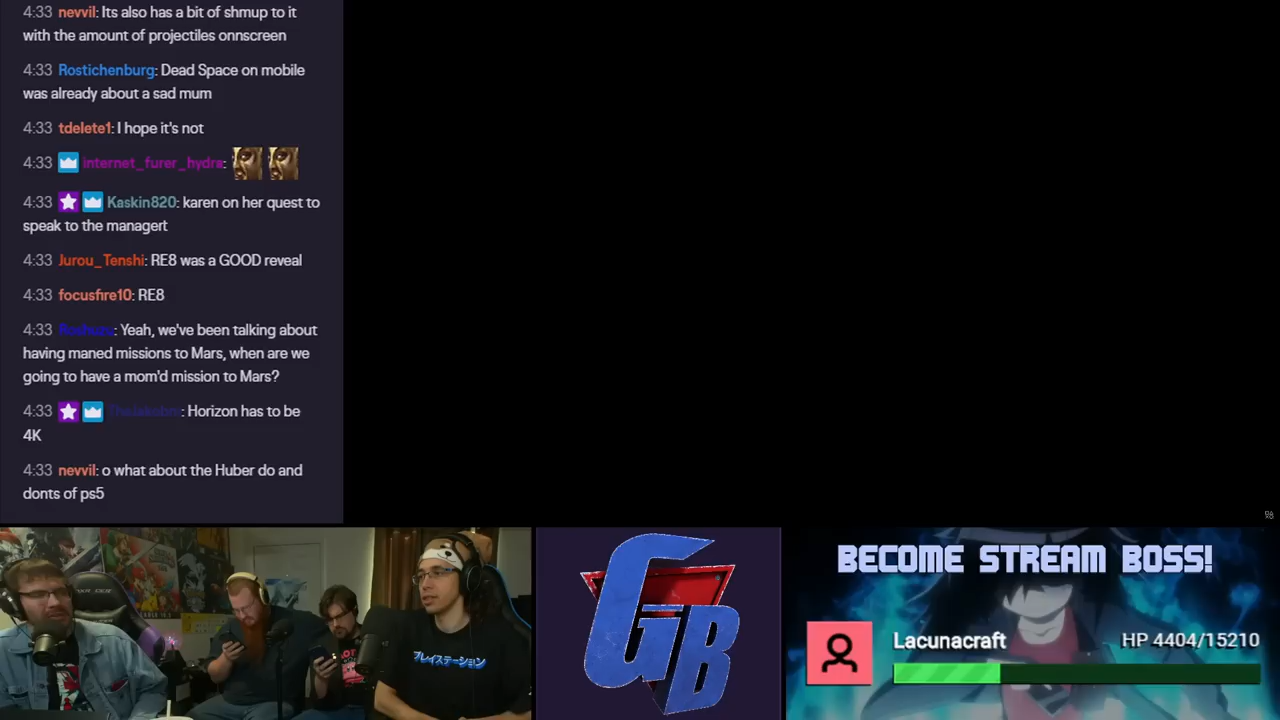 4:33 nevvil: Its also has a bit of shmup to it
with the amount of projectiles onnscreen
4:33 Rostichenburg: Dead Space on mobile
was already about a sad mum
4:33 tdelete1: I hope it's not
4:33 internet_furer_hydra:
4:33 Kaskin820: karen on her quest to
speak to the managert
4:33 Jurou_Tenshi: RE8 was a GOOD reveal
4:33 focusfire10: RE8
4:33 : Yeah, we've been talking about
having maned missions to Mars, when are we
going to have a mom'd mission to Mars?
4:33 : Horizon has to be
4K
4:33 nevvil: o what about the Huber do and
donts of ps5
プレイステーション
GB
BECOME STREAM BOSS!
Lacunacraft HP 4404/15210